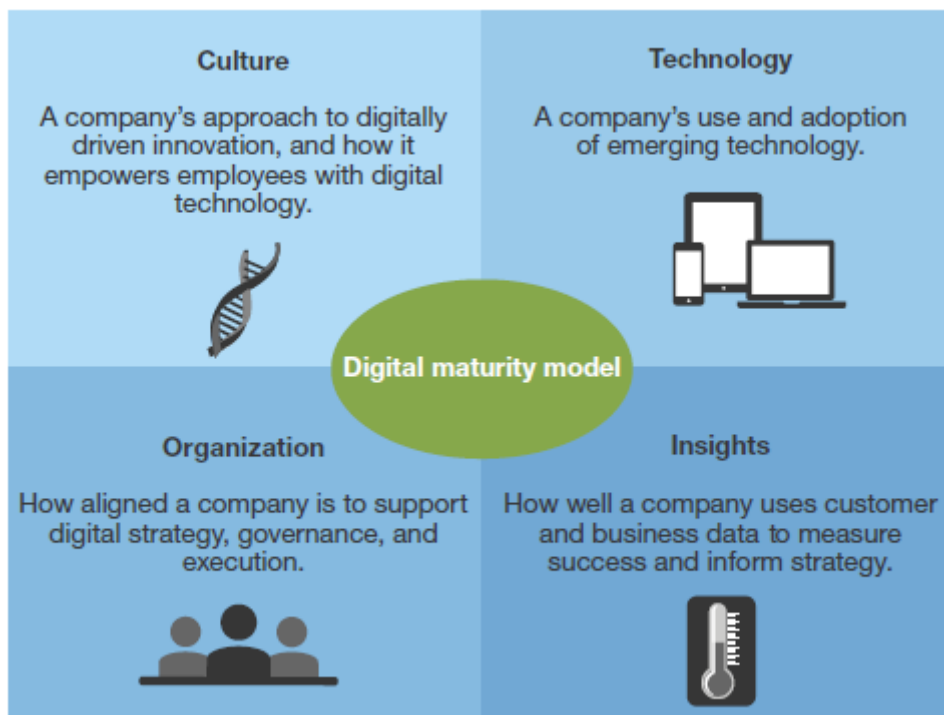 Culture
A company’s approach to digitally
driven innovation, and how it
empowers employees with digital
technology.
Technology
A company’s use and adoption
of emerging technology.
Digital maturity model
Organization
How aligned a company is to support
digital strategy, governance, and
execution.
Insights
How well a company uses customer
and business data to measure
success and inform strategy.